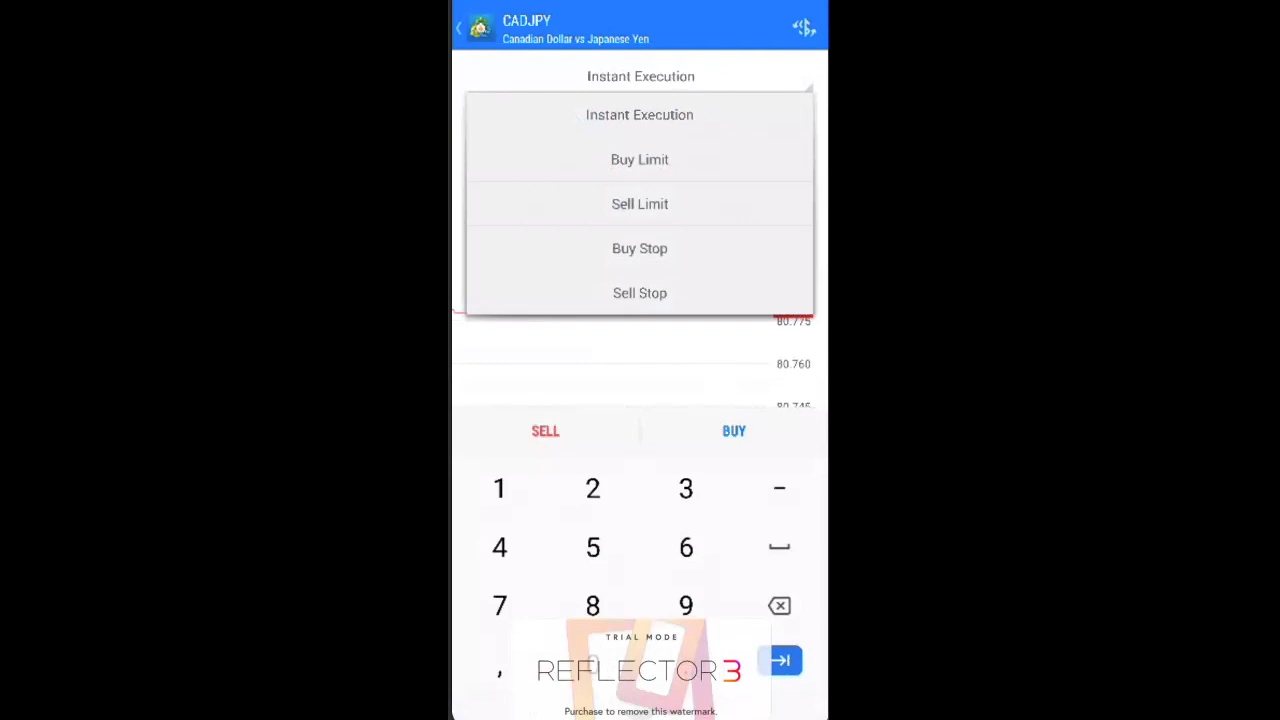 CADJPY
Canadian Dollar vs Japanese Yen
Instant Execution
Instant Execution
Buy Limit
Sell Limit
Buy Stop
Sell Stop
80.775
80.760
80.746
SELL
BUY
1 2 3 -
4 5 6
7 8 9
, 0
TRIAL MODE
REFLECTOR 3
Purchase to remove this watermark.